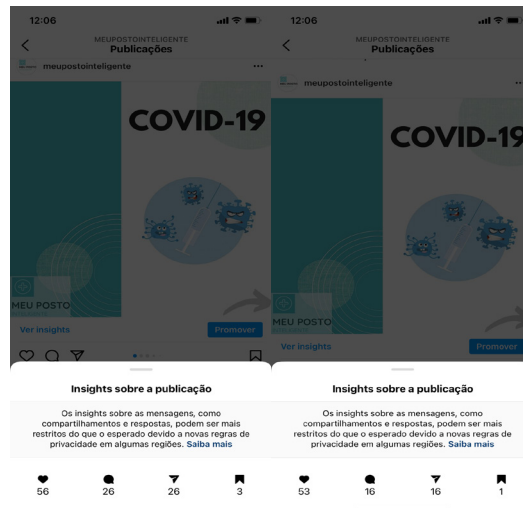 12:06
MEUPOSTOINTELIGENTE
Publicações
meupostointeligente
COVID-19
MEU POSTO
Ver insights
Promover
Insights sobre a publicação
Os insights sobre as mensagens, como
compartilhamentos e respostas, podem ser mais
restritos do que o esperado devido a novas regras de
privacidade em algumas regiões. Saiba mais
56 26 26 3
12:06
MEUPOSTOINTELIGENTE
Publicações
meupostointeligente
COVID-19
MEU POSTO
Ver insights
Promover
Insights sobre a publicação
Os insights sobre as mensagens, como
compartilhamentos e respostas, podem ser mais
restritos do que o esperado devido a novas regras de
privacidade em algumas regiões. Saiba mais
53 16 16 1